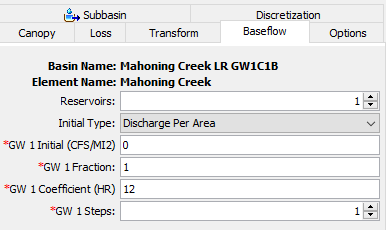 Subbasin Discretization
Canopy Loss Transform Baseflow Options
Basin Name: Mahoning Creek LR GW1C1B
Element Name: Mahoning Creek
Reservoirs: 1
Initial Type: Discharge Per Area
*GW 1 Initial (CFS/MI2) 0
*GW 1 Fraction: 1
*GW 1 Coefficient (HR) 12
*GW 1 Steps: 1